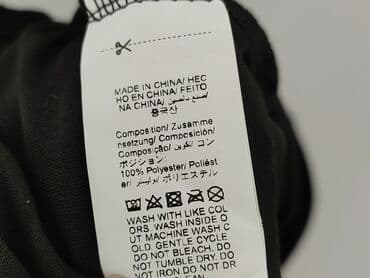 MADE IN CHINA/ HEC
HO EN CHINA/ FEITO
NA CHINA/ صنع بالصين/
중국산
Composition/ Zusamme
nsetzung/ Composición/
Composição/ تكوين/ コン
ポジション:
100% Polyester/ Poliést
er/ بوليستر/ ポリエステル
WASH WITH LIKE COL
ORS. WASH INSIDE O
UT. MACHINE WASH C
OLD. GENTLE CYCLE.
DO NOT BLEACH. DO
NOT TUMBLE DRY. DO
NOT IRON. DO NOT DR
CLEAN